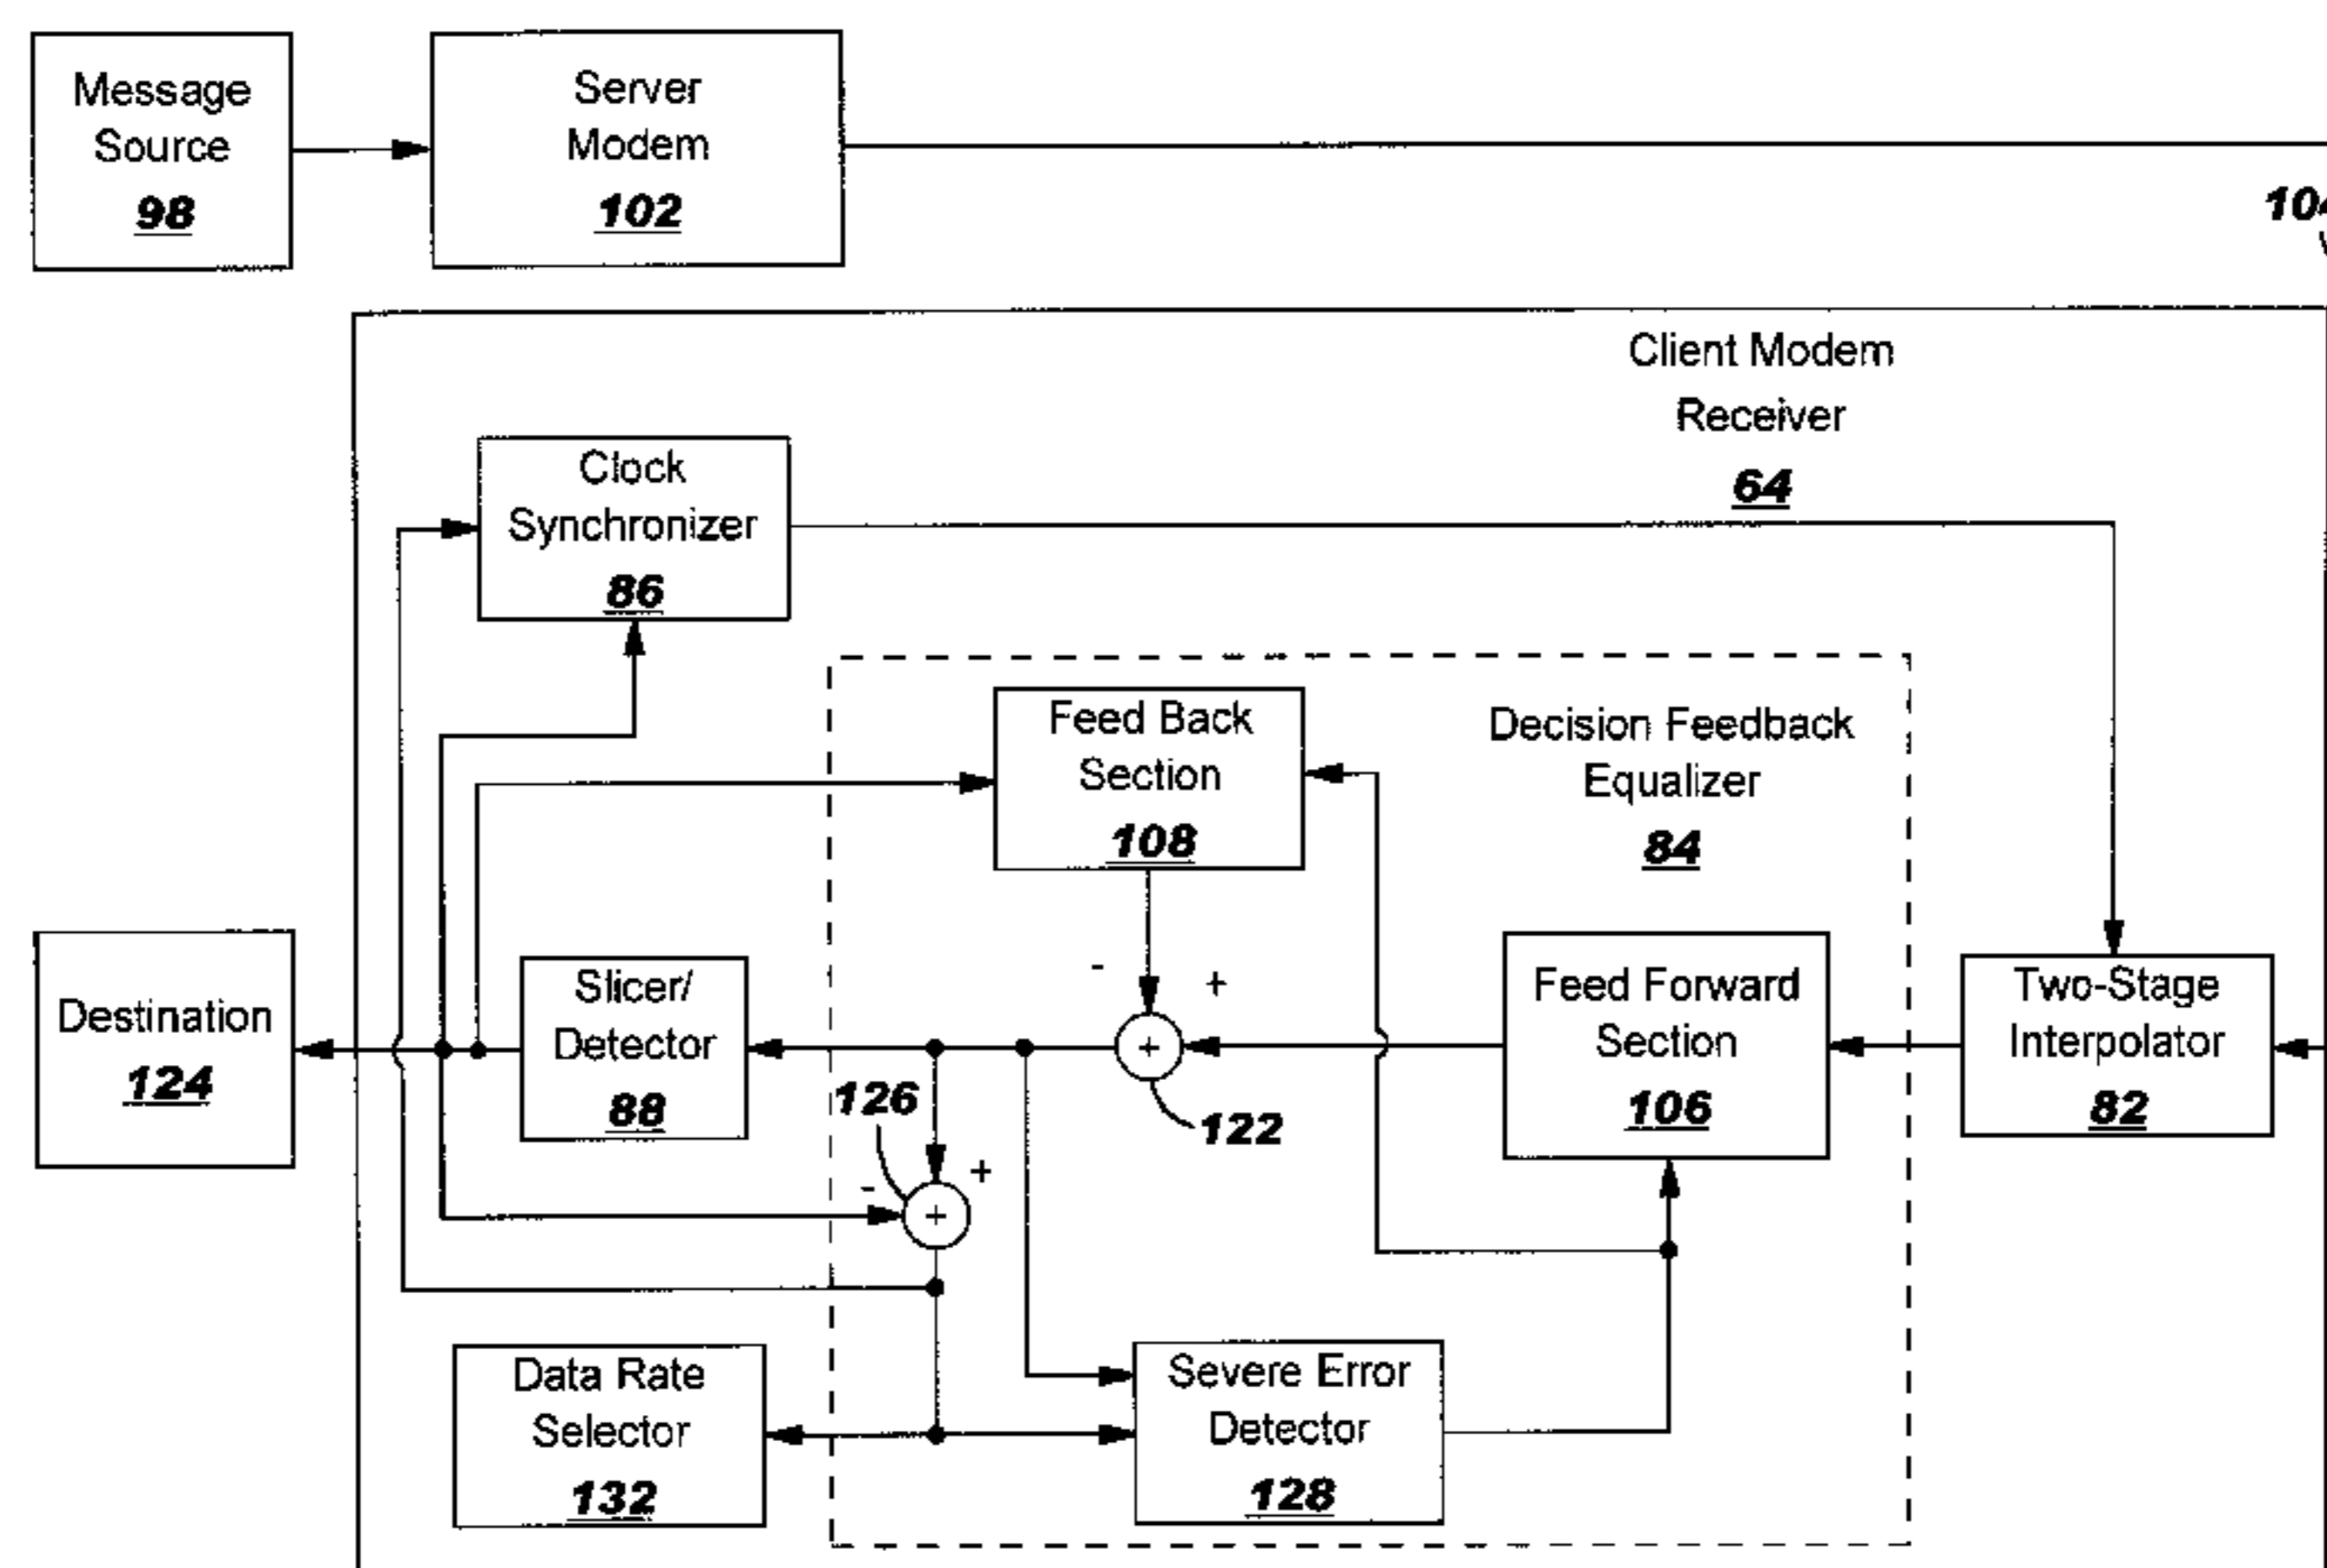 Message
Source
98
Server
Modem
102
104
Client Modem
Receiver
64
Clock
Synchronizer
86
Feed Back
Section
108
Decision Feedback
Equalizer
84
Destination
124
Slicer/
Detector
88
-
+
+
122
Feed Forward
Section
106
Two-Stage
Interpolator
82
126
-
+
+
Data Rate
Selector
132
Severe Error
Detector
128